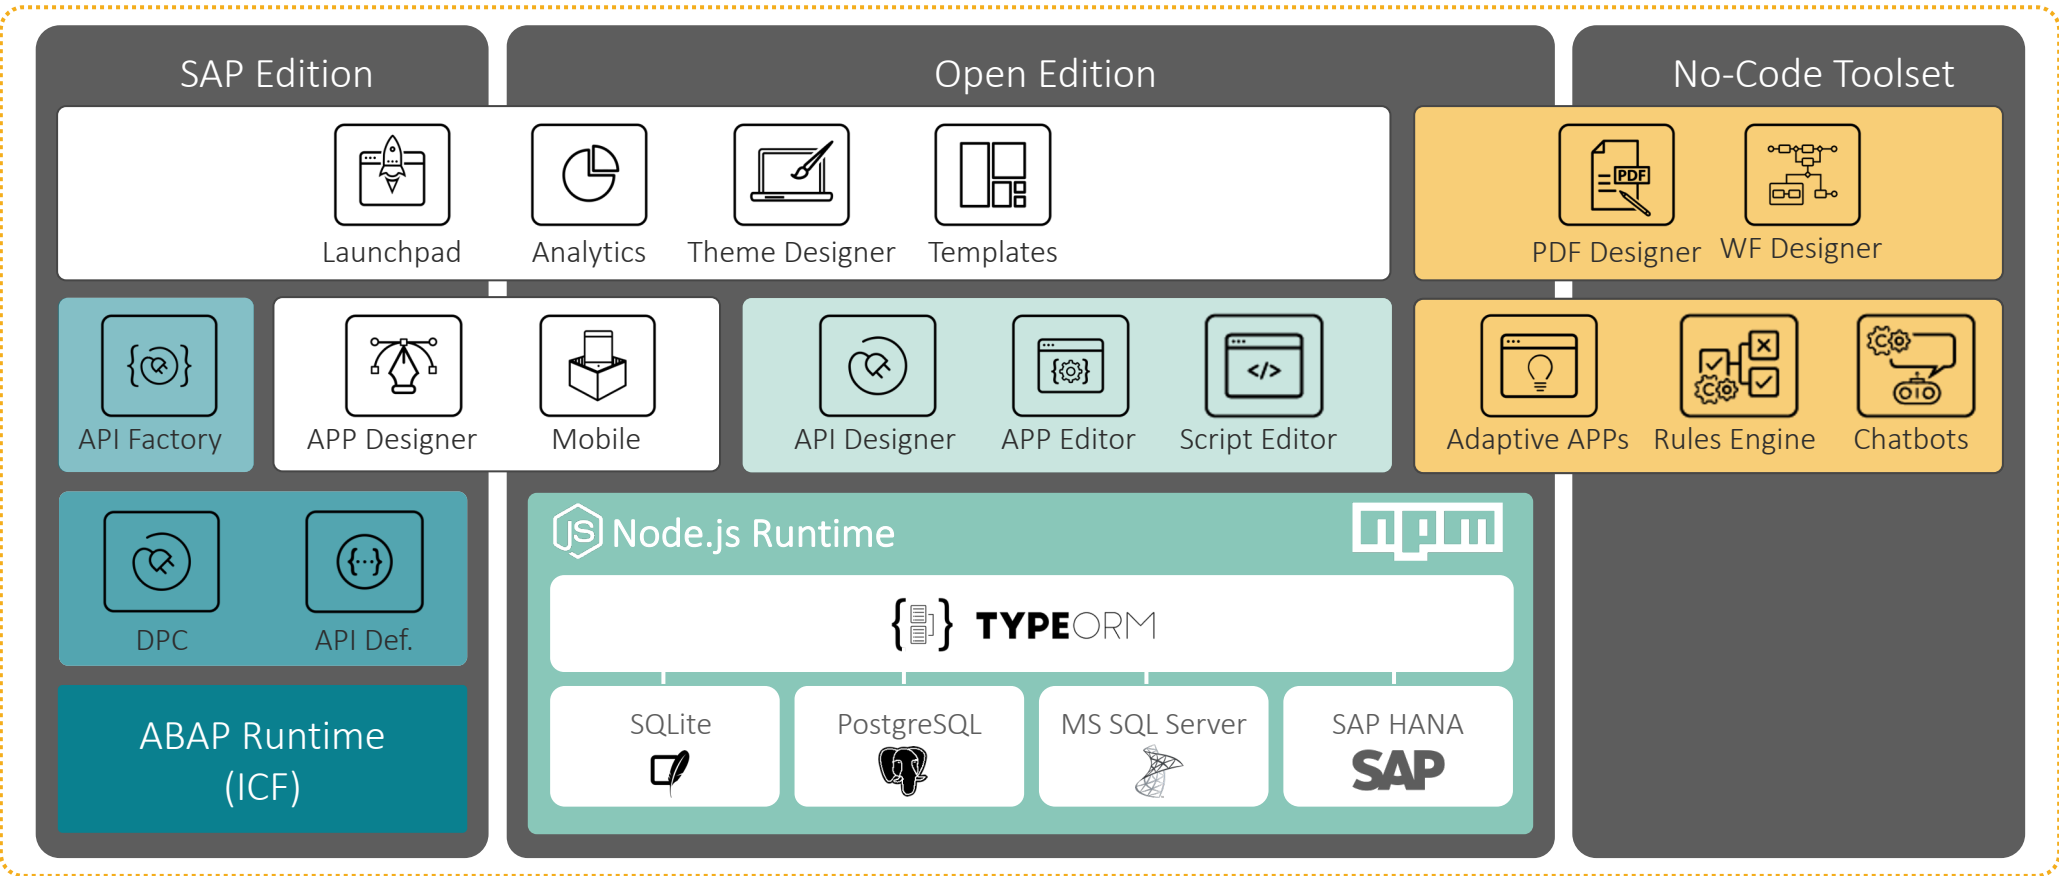 SAP Edition
Open Edition
No-Code Toolset
Launchpad
Analytics
Theme Designer
Templates
PDF
PDF Designer
WF Designer
API Factory
APP Designer
Mobile
API Designer
APP Editor
</>
Script Editor
Adaptive APPs
Rules Engine
Chatbots
DPC
{...}
API Def.
ABAP Runtime
(ICF)
JS Node.js Runtime
npm
TYPEORM
SQLite
PostgreSQL
MS SQL Server
SAP HANA
SAP